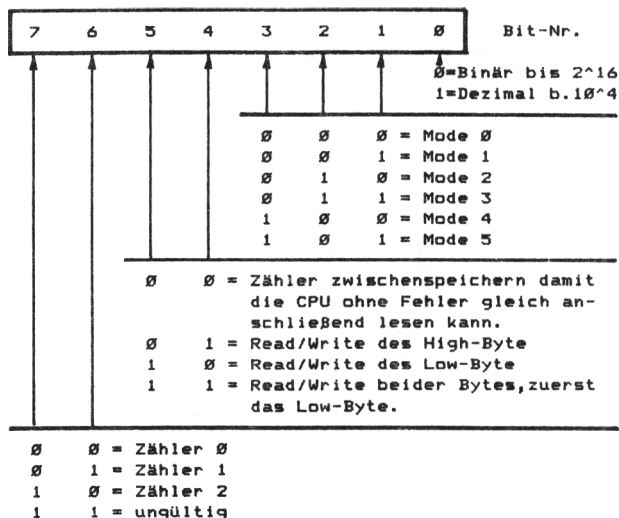 7 6 5 4 3 2 1 Ø Bit-Nr.
Ø=Binär bis 2^16
1=Dezimal b.1Ø^4
Ø Ø Ø = Mode Ø
Ø Ø 1 = Mode 1
Ø 1 Ø = Mode 2
Ø 1 1 = Mode 3
1 Ø Ø = Mode 4
1 Ø 1 = Mode 5
Ø Ø = Zähler zwischenspeichern damit
die CPU ohne Fehler gleich an-
schließend lesen kann.
Ø 1 = Read/Write des High-Byte
1 Ø = Read/Write des Low-Byte
1 1 = Read/Write beider Bytes,zuerst
das Low-Byte.
Ø Ø = Zähler Ø
Ø 1 = Zähler 1
1 Ø = Zähler 2
1 1 = ungültig